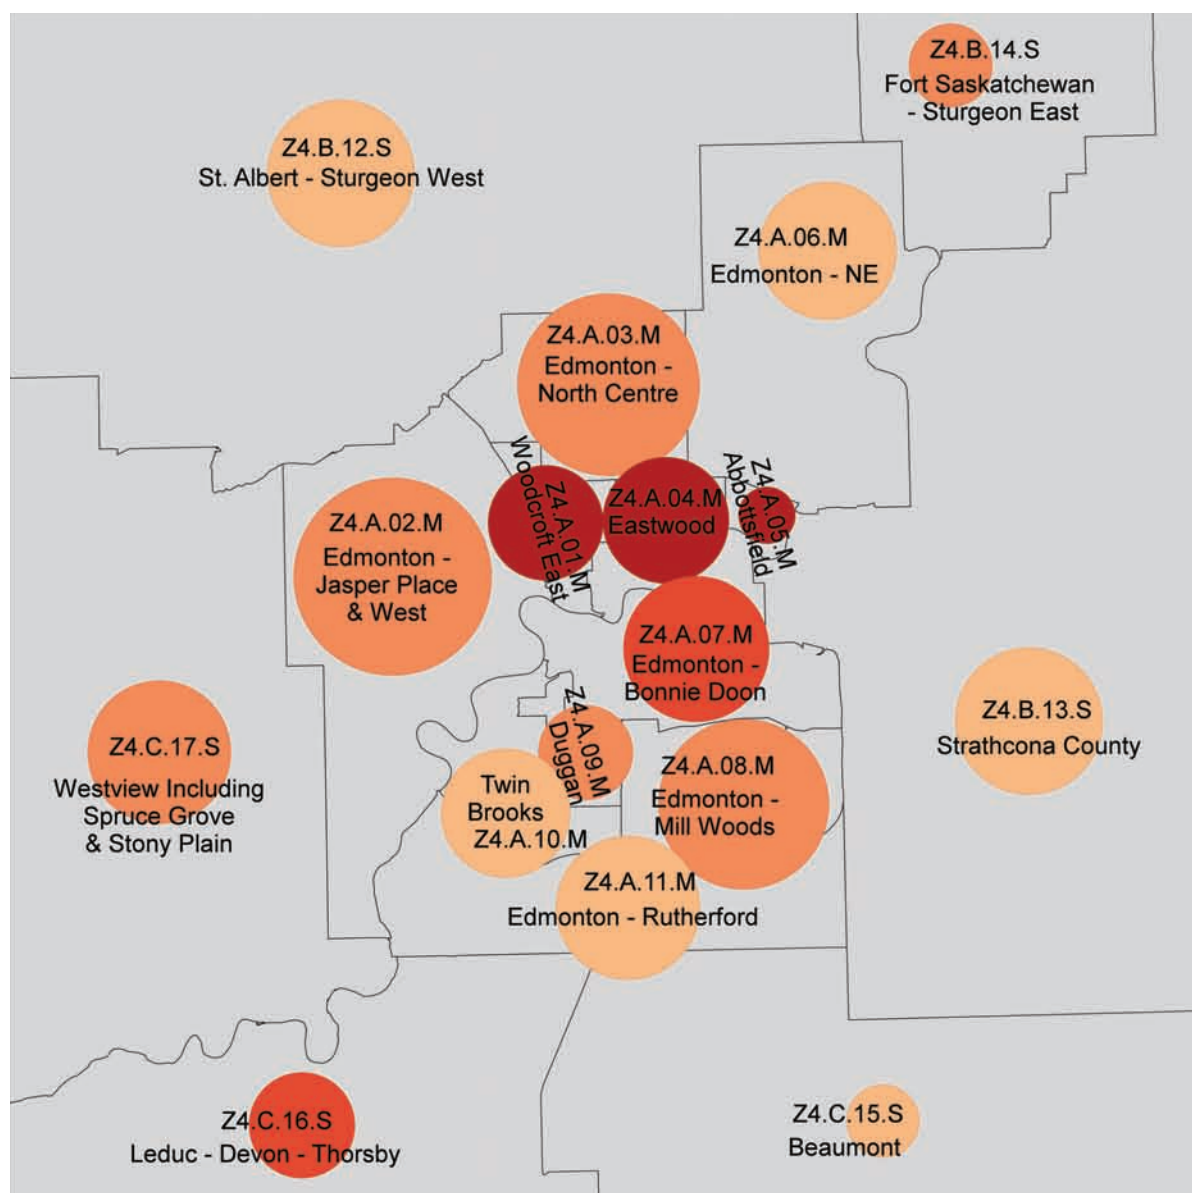 Z4.B.14.S
Fort Saskatchewan
- Sturgeon East
Z4.B.12.S
St. Albert - Sturgeon West
Z4.A.06.M
Edmonton - NE
Z4.A.03.M
Edmonton -
North Centre
Z4.A.01.M
Woodcroft East
Z4.A.04.M
Eastwood
Z4.A.05.M
Abbottsfield
Z4.A.02.M
Edmonton -
Jasper Place
& West
Z4.A.07.M
Edmonton -
Bonnie Doon
Z4.C.17.S
Westview Including
Spruce Grove
& Stony Plain
Z4.A.09.M
Duggan
Z4.B.13.S
Strathcona County
Twin
Brooks
Z4.A.10.M
Z4.A.08.M
Edmonton -
Mill Woods
Z4.A.11.M
Edmonton - Rutherford
Z4.C.16.S
Leduc - Devon - Thorsby
Z4.C.15.S
Beaumont